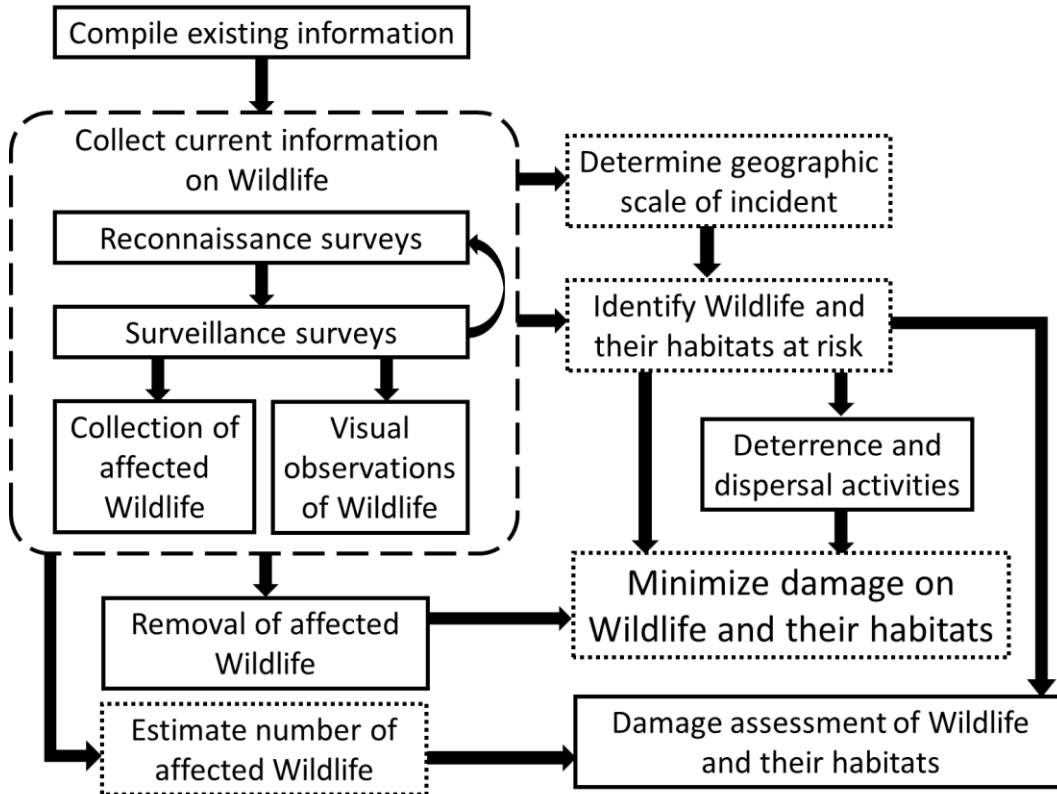 Compile existing information
Collect current information
on Wildlife
Reconnaissance surveys
Surveillance surveys
Collection of
affected
Wildlife
Visual
observations
of Wildlife
Determine geographic
scale of incident
Identify Wildlife and
their habitats at risk
Deterrence and
dispersal activities
Minimize damage on
Wildlife and their habitats
Removal of affected
Wildlife
Estimate number of
affected Wildlife
Damage assessment of Wildlife
and their habitats